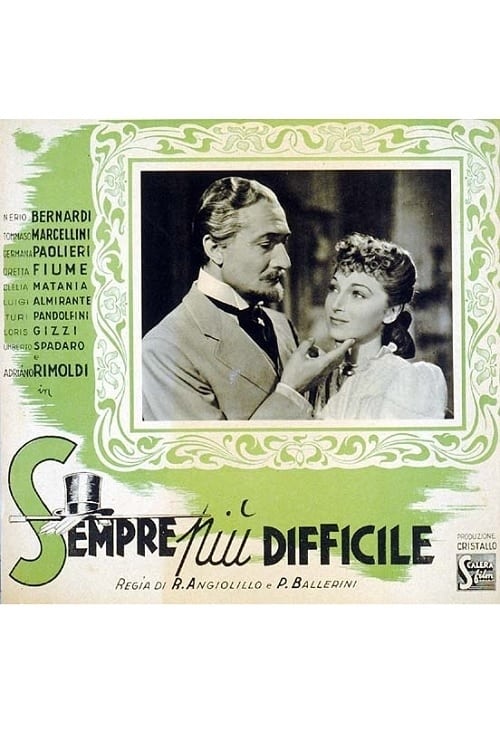 NERIO BERNARDI
TOMMASO MARCELLINI
GERMANA PAOLIERI
ORETTA FIUME
CLELIA MATANIA
LUIGI ALMIRANTE
TURI PANDOLFINI
LORIS GIZZI
UMBERTO SPADARO
e
ADRIANO RIMOLDI
in
SEMPRE più DIFFICILE
REGIA DI R. ANGIOLILLO e P. BALLERINI
PRODUZIONE
CRISTALLO
SCALERA
film